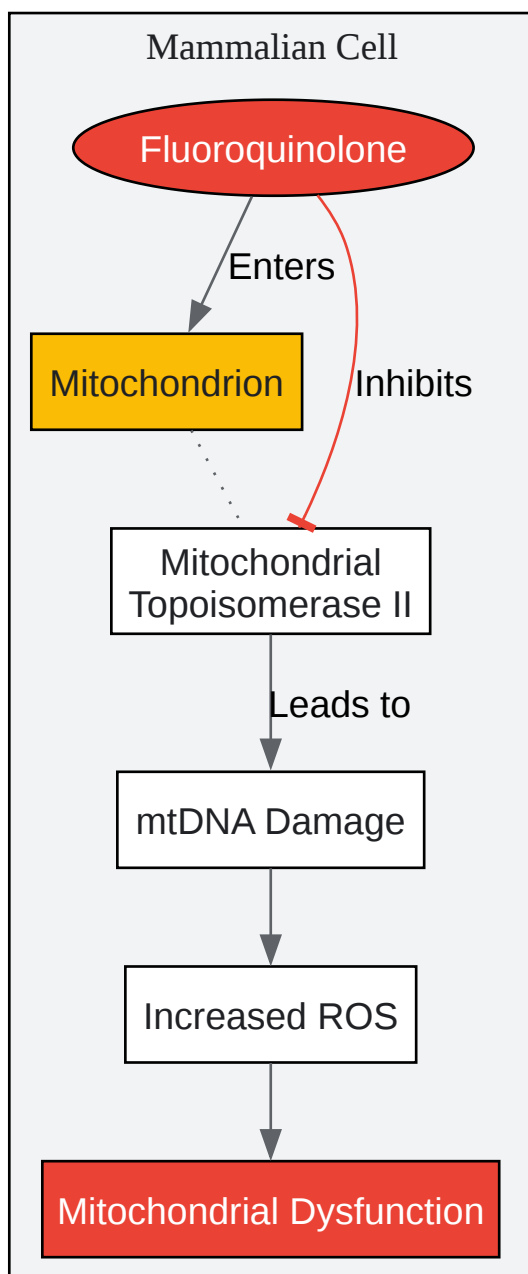 Mammalian Cell
Fluoroquinolone
Enters
Mitochondrion
Inhibits
Mitochondrial
Topoisomerase II
Leads to
mtDNA Damage
Increased ROS
Mitochondrial Dysfunction